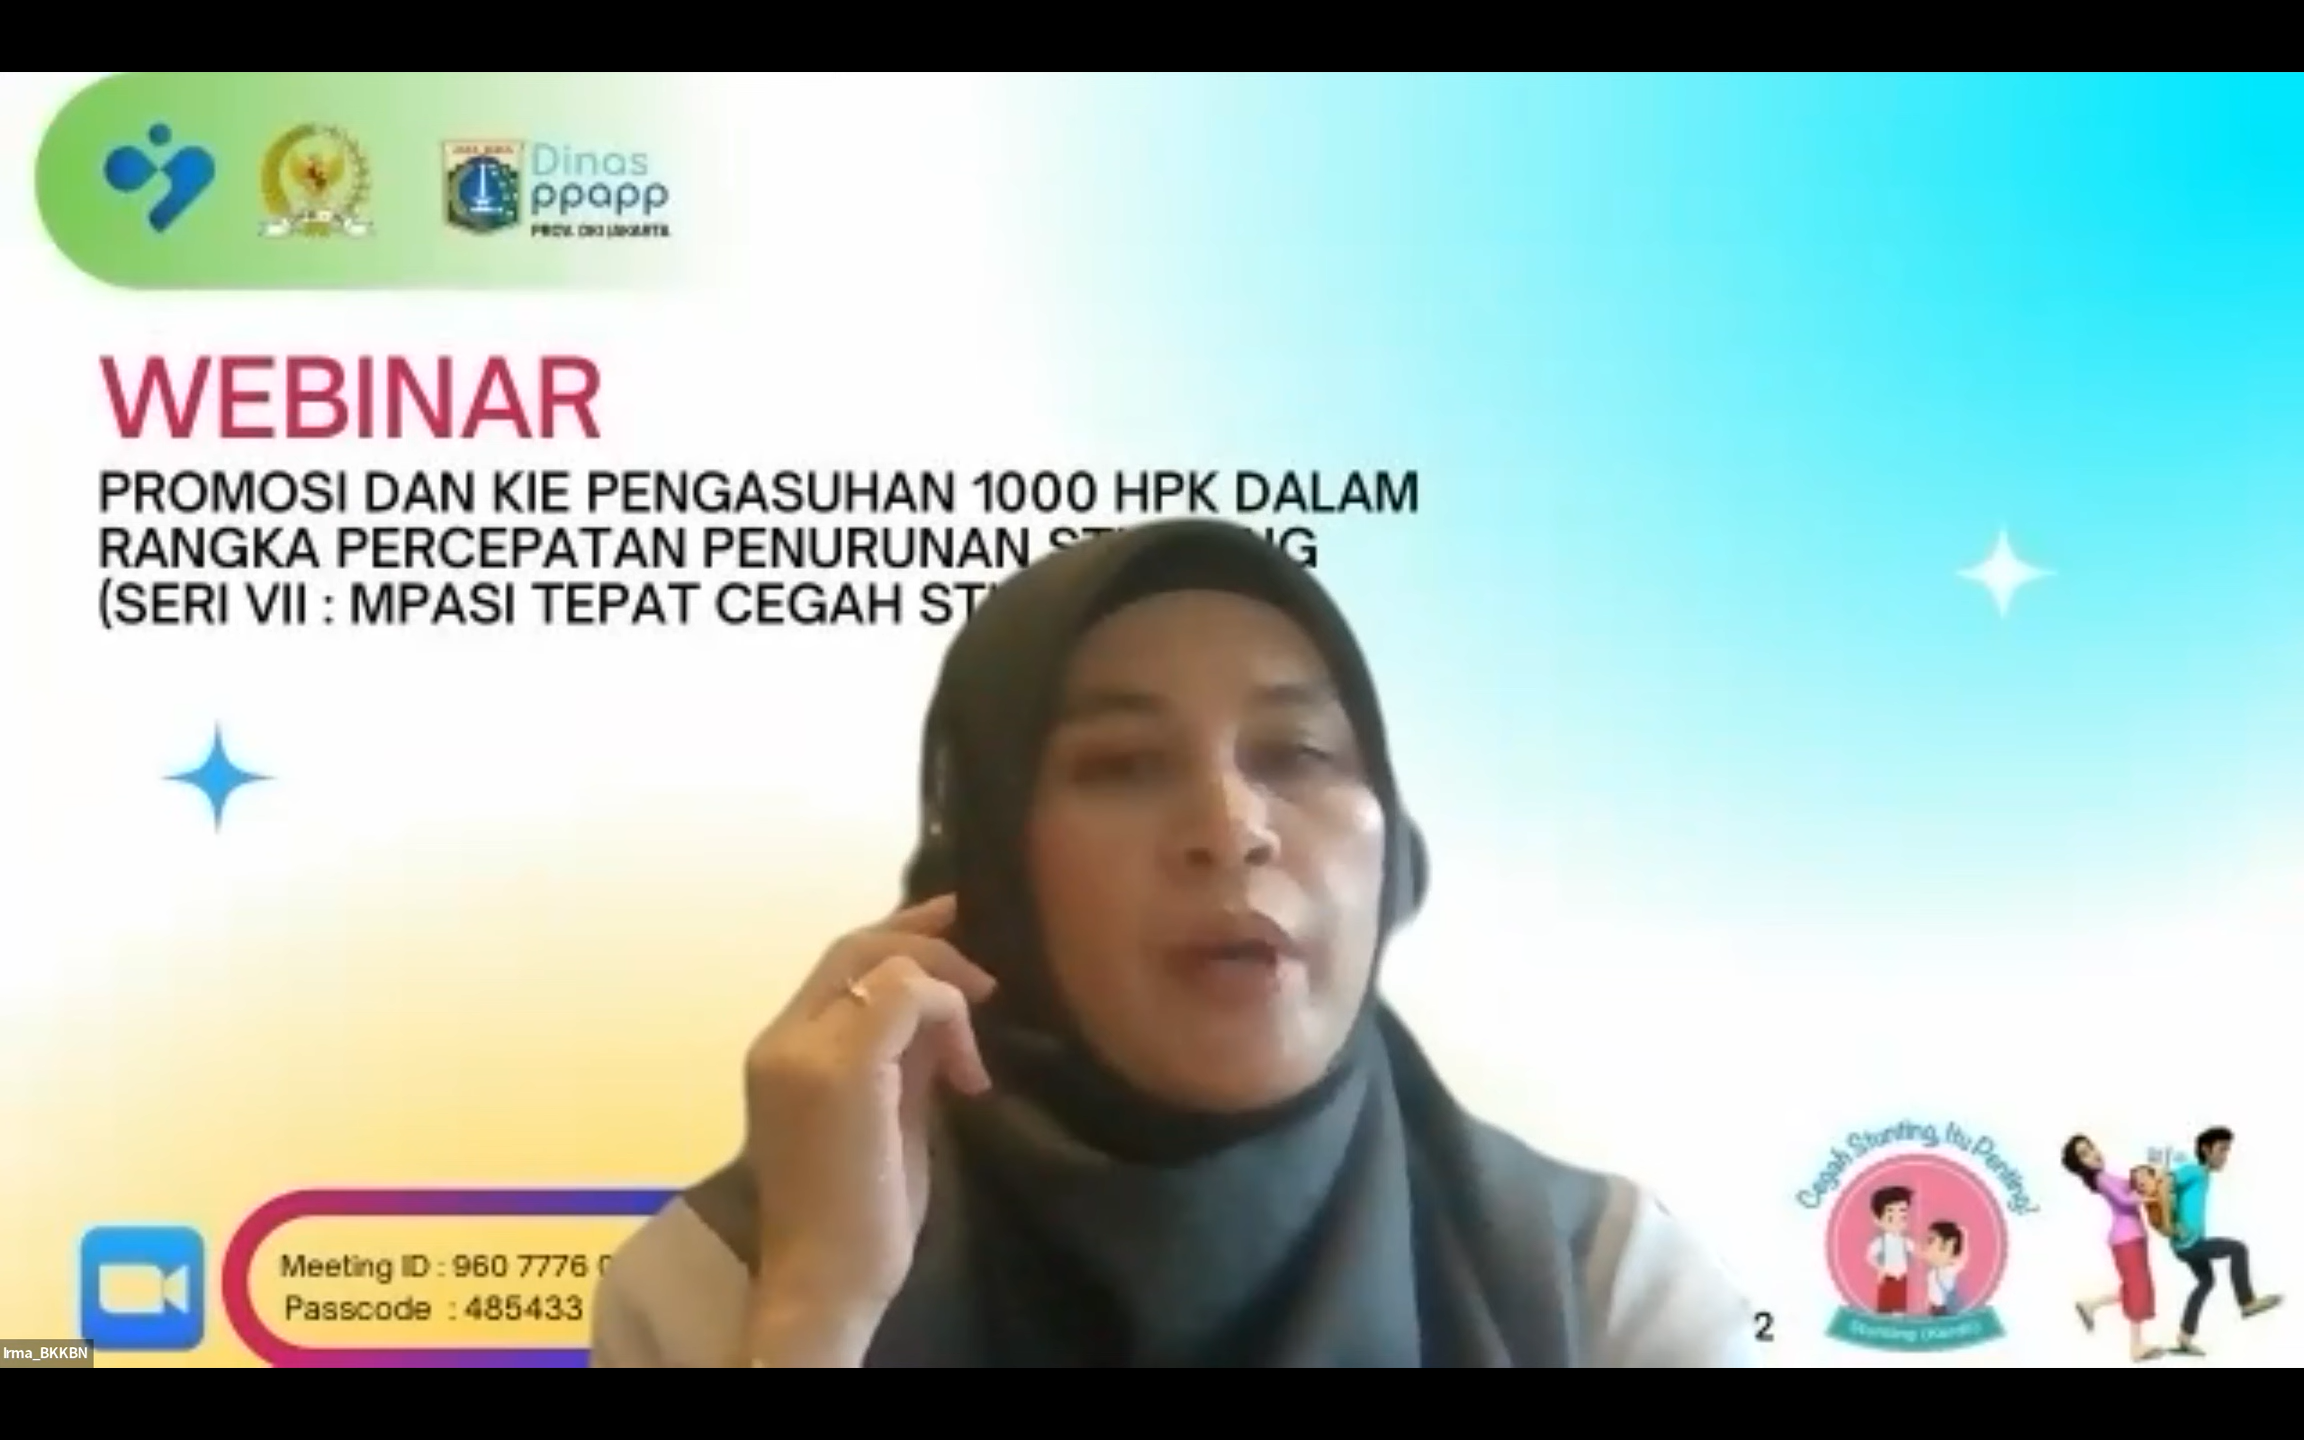 Dinas
ppapp
PROV. DKI JAKARTA
WEBINAR
PROMOSI DAN KIE PENGASUHAN 1000 HPK DALAM
RANGKA PERCEPATAN PENURUNAN
(SERI VII : MPASI TEPAT CEGAH
Meeting ID : 960 7776
Passcode : 485433
2
Cegah Stunting, Itu Penting!
Irma_BKKBN